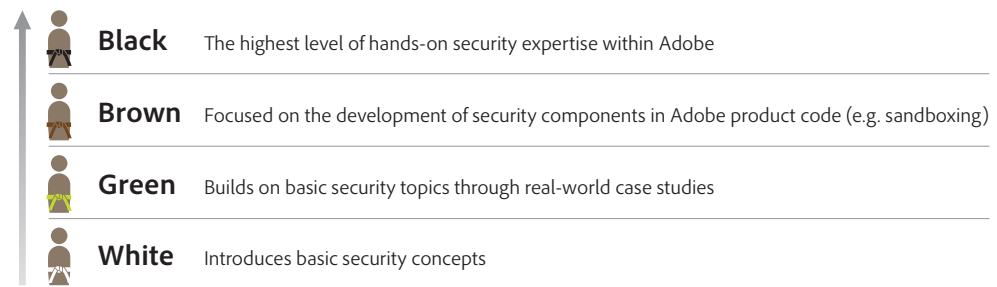 Black The highest level of hands-on security expertise within Adobe
Brown Focused on the development of security components in Adobe product code (e.g. sandboxing)
Green Builds on basic security topics through real-world case studies
White Introduces basic security concepts